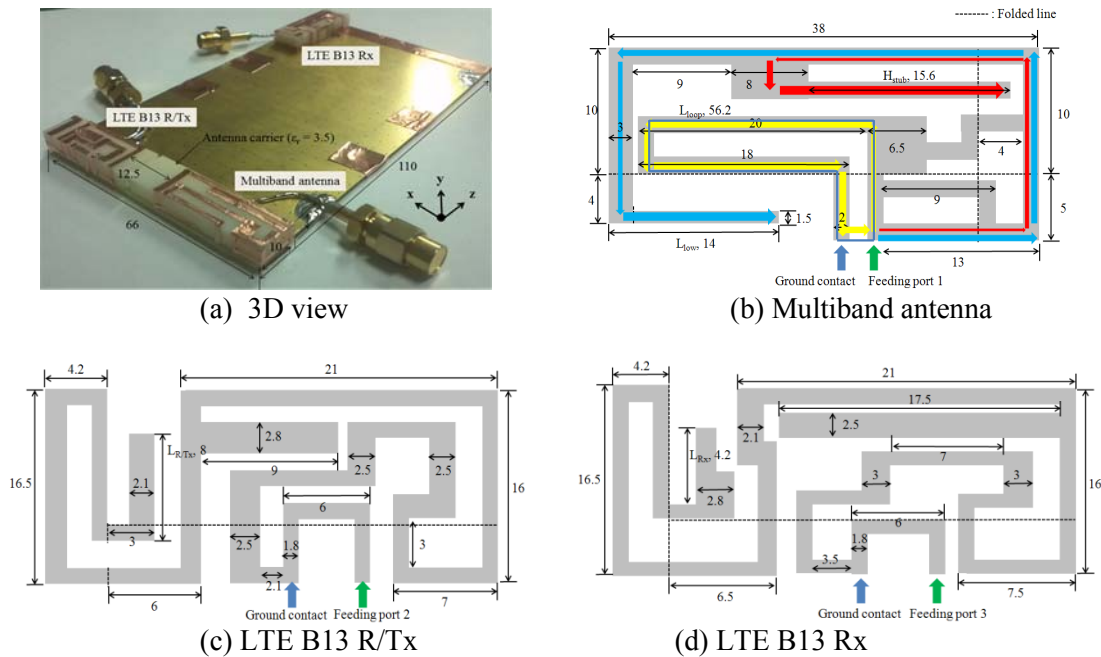 LTE B13 Rx
LTE B13 R/Tx
Antenna carrier (εr = 3.5)
12.5
110
Multiband antenna
x
y
z
66
10
(a) 3D view
: Folded line
38
9
8
Hstub, 15.6
10
10
3
Lloop, 56.2
20
6.5
4
18
9
4
5
2
1.5
Llow, 14
13
Ground contact
Feeding port 1
(b) Multiband antenna
4.2
21
2.8
LR/Tx, 8
9
2.5
2.5
2.1
6
16.5
16
3
3
2.5
1.8
2.1
6
7
Ground contact
Feeding port 2
(c) LTE B13 R/Tx
4.2
21
17.5
2.1
2.5
7
LRx, 4.2
3
3
2.8
16.5
16
6
1.8
3.5
6.5
7.5
Ground contact
Feeding port 3
(d) LTE B13 Rx